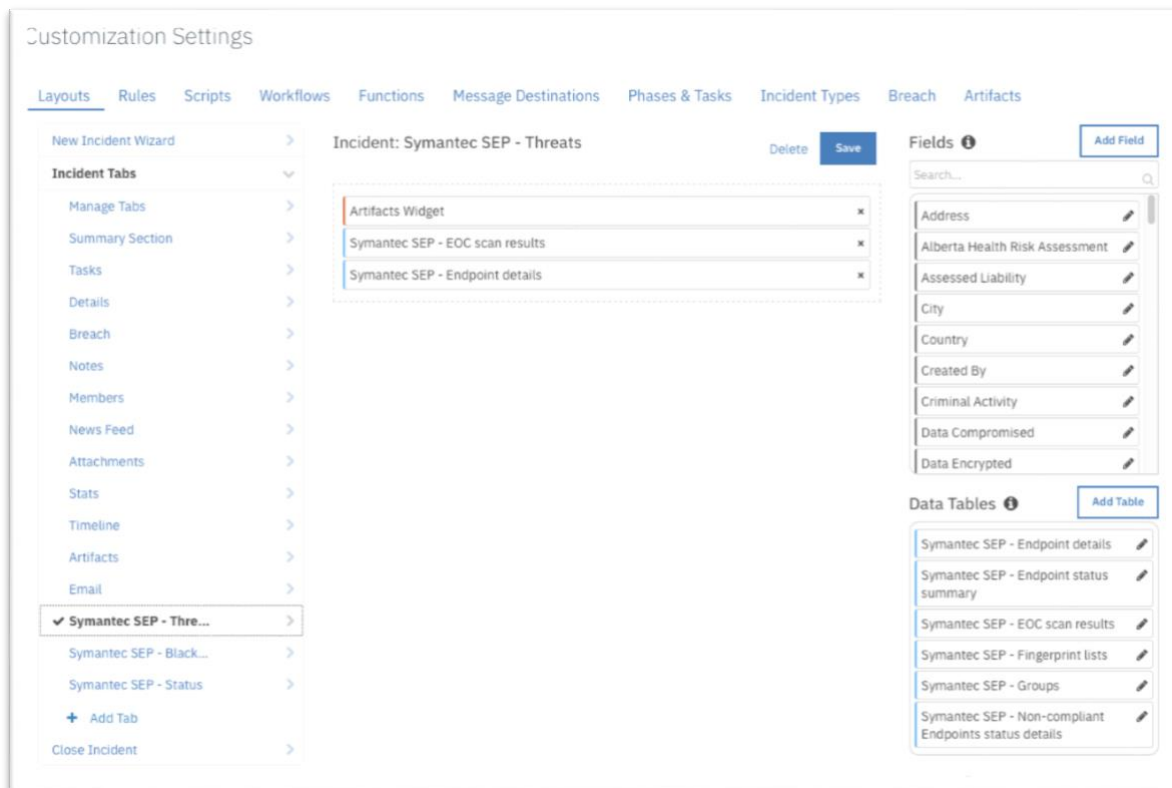 Customization Settings
Layouts Rules Scripts Workflows Functions Message Destinations Phases & Tasks Incident Types Breach Artifacts
New Incident Wizard
Incident Tabs
Manage Tabs
Summary Section
Tasks
Details
Breach
Notes
Members
News Feed
Attachments
Stats
Timeline
Artifacts
Email
Symantec SEP - Thre...
Symantec SEP - Black...
Symantec SEP - Status
Add Tab
Close Incident
Incident: Symantec SEP - Threats
Delete Save
Artifacts Widget
Symantec SEP - EOC scan results
Symantec SEP - Endpoint details
Fields
Add Field
Search...
Address
Alberta Health Risk Assessment
Assessed Liability
City
Country
Created By
Criminal Activity
Data Compromised
Data Encrypted
Data Tables
Add Table
Symantec SEP - Endpoint details
Symantec SEP - Endpoint status
summary
Symantec SEP - EOC scan results
Symantec SEP - Fingerprint lists
Symantec SEP - Groups
Symantec SEP - Non-compliant
Endpoints status details